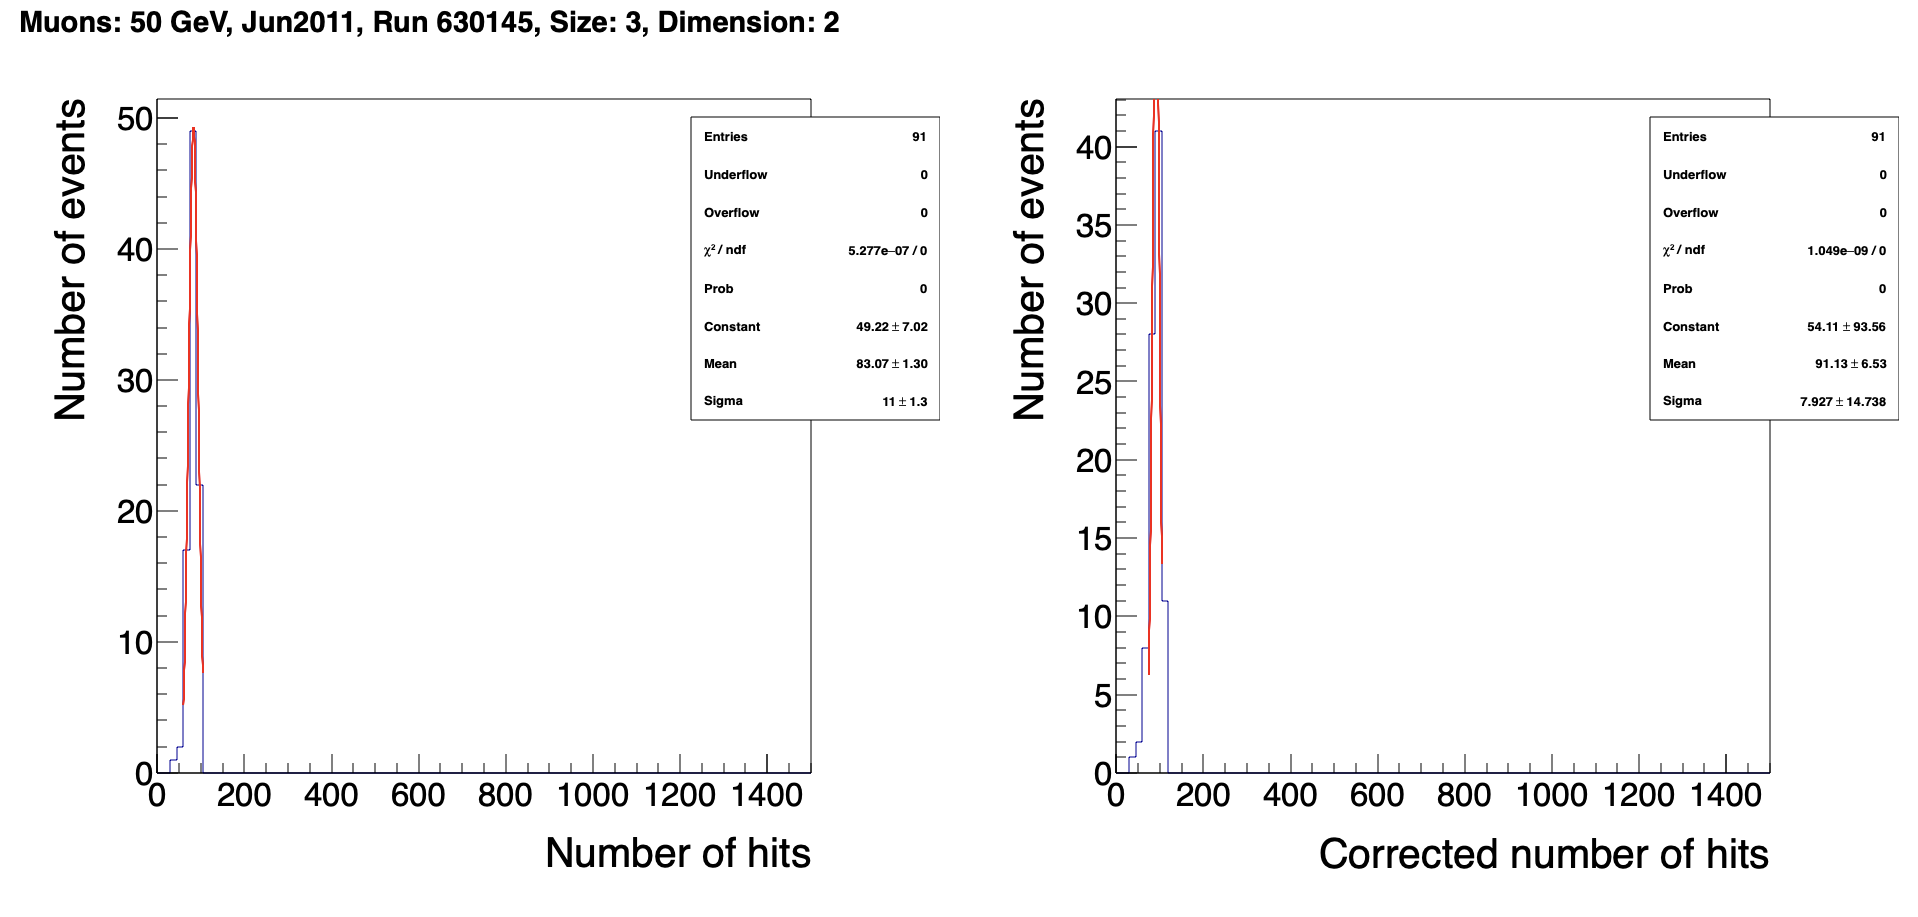 Muons: 50 GeV, Jun2011, Run 630145, Size: 3, Dimension: 2
Number of events
50
40
30
20
10
0
0 200 400 600 800 1000 1200 1400
Number of hits
Entries 91
Underflow 0
Overflow 0
χ² / ndf 5.277e−07 / 0
Prob 0
Constant 49.22 ± 7.02
Mean 83.07 ± 1.30
Sigma 11 ± 1.3
Number of events
40
35
30
25
20
15
10
5
0
0 200 400 600 800 1000 1200 1400
Corrected number of hits
Entries 91
Underflow 0
Overflow 0
χ² / ndf 1.049e−09 / 0
Prob 0
Constant 54.11 ± 93.56
Mean 91.13 ± 6.53
Sigma 7.927 ± 14.738